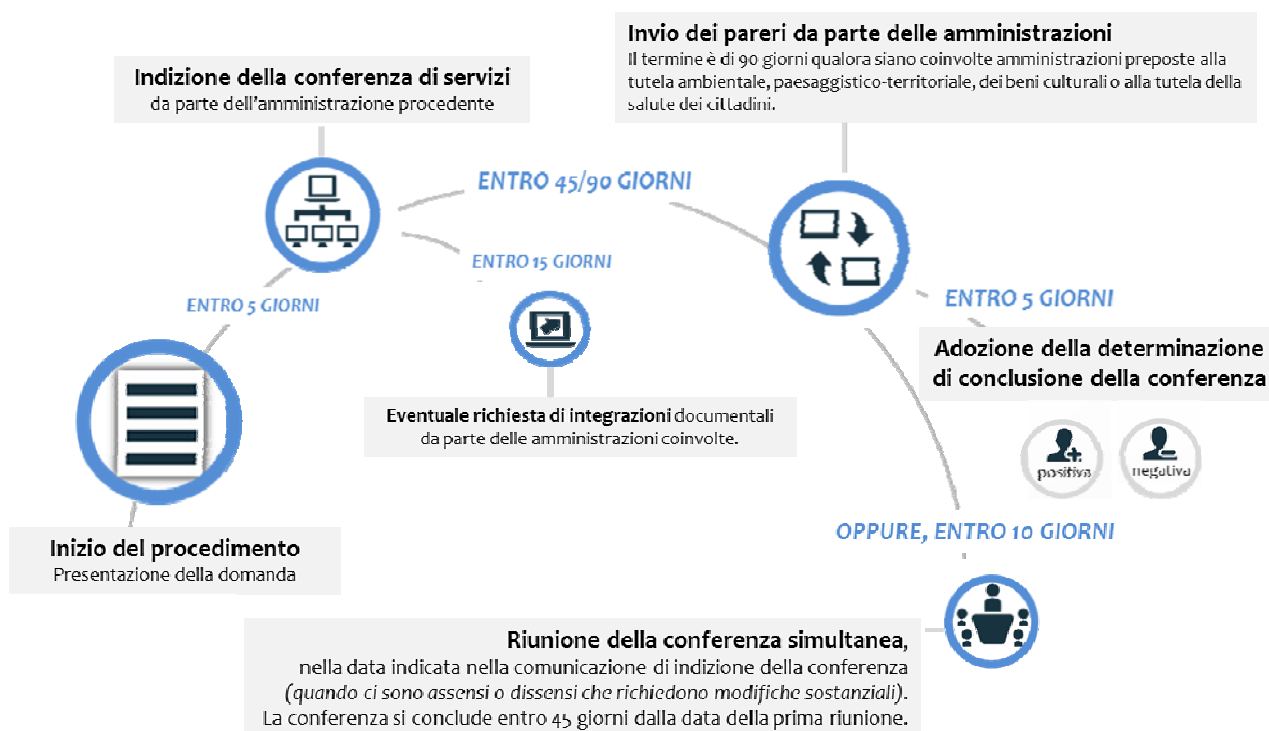 Invio dei pareri da parte delle amministrazioni
Il termine è di 90 giorni qualora siano coinvolte amministrazioni preposte alla
tutela ambientale, paesaggistico-territoriale, dei beni culturali o alla tutela della
salute dei cittadini.
Indizione della conferenza di servizi
da parte dell'amministrazione procedente
ENTRO 45/90 GIORNI
ENTRO 15 GIORNI
ENTRO 5 GIORNI
ENTRO 5 GIORNI
Adozione della determinazione
di conclusione della conferenza
positiva
negativa
Eventuale richiesta di integrazioni documentali
da parte delle amministrazioni coinvolte.
Inizio del procedimento
Presentazione della domanda
OPPURE, ENTRO 10 GIORNI
Riunione della conferenza simultanea,
nella data indicata nella comunicazione di indizione della conferenza
(quando ci sono assensi o dissensi che richiedono modifiche sostanziali).
La conferenza si conclude entro 45 giorni dalla data della prima riunione.